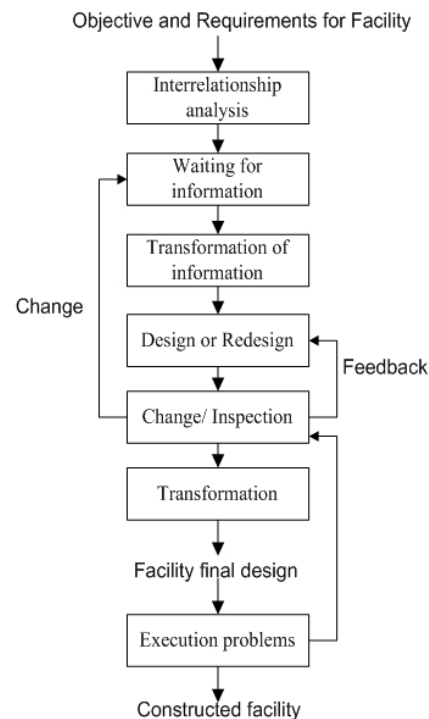 Objective and Requirements for Facility
Interrelationship
analysis
Waiting for
information
Transformation of
information
Change
Design or Redesign
Feedback
Change/ Inspection
Transformation
Facility final design
Execution problems
Constructed facility